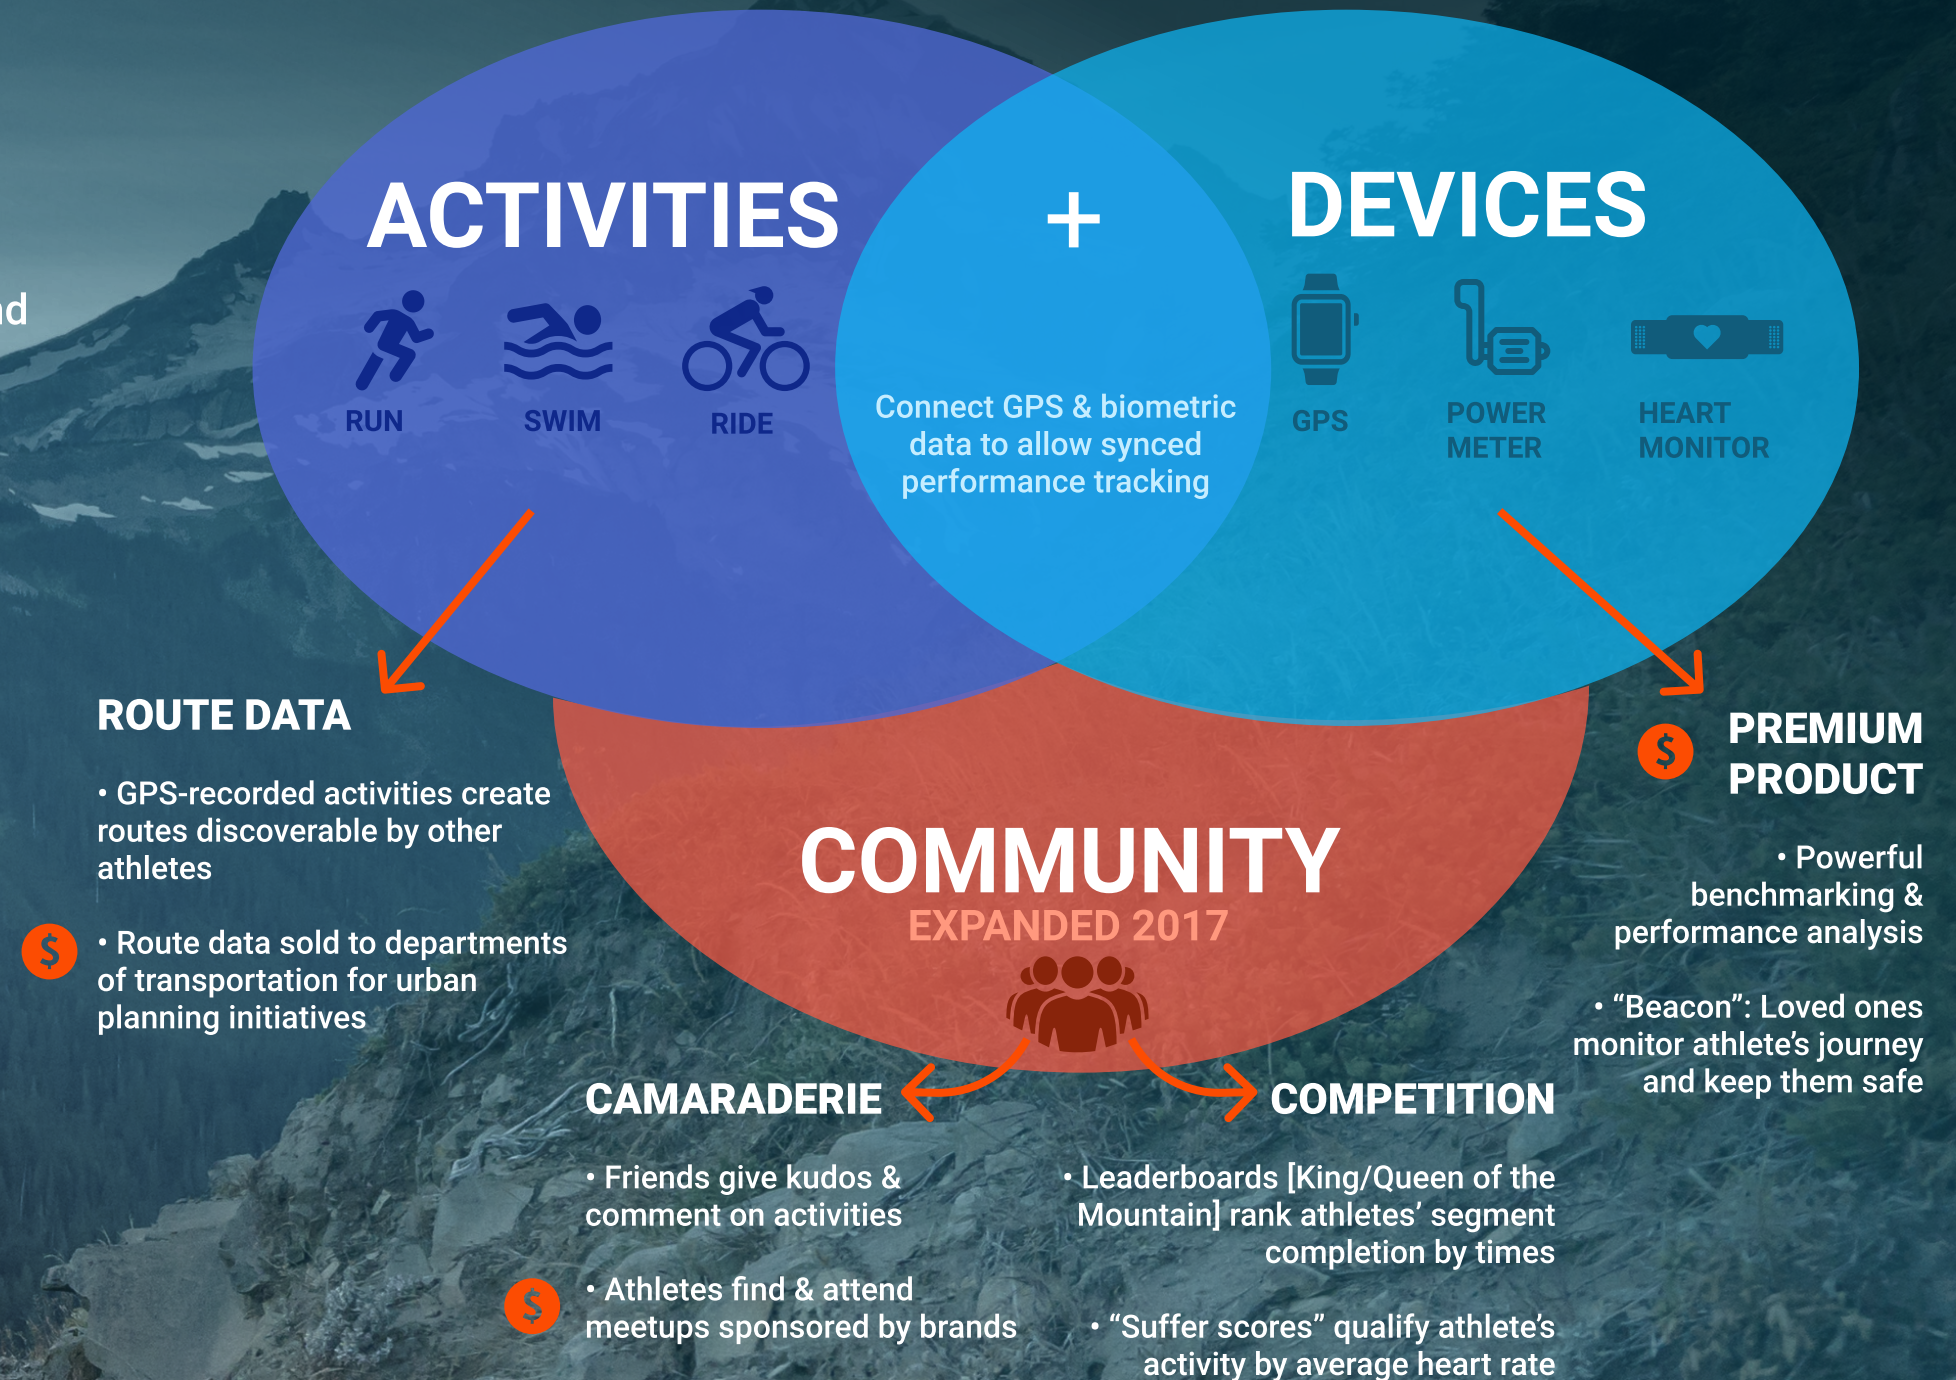 ACTIVITIES
+
DEVICES
nd
RUN
SWIM
RIDE
Connect GPS & biometric
data to allow synced
performance tracking
GPS
POWER
METER
HEART
MONITOR
ROUTE DATA
• GPS-recorded activities create
routes discoverable by other
athletes
$
• Route data sold to departments
of transportation for urban
planning initiatives
COMMUNITY
EXPANDED 2017
$
PREMIUM
PRODUCT
• Powerful
benchmarking &
performance analysis
• “Beacon”: Loved ones
monitor athlete’s journey
and keep them safe
CAMARADERIE
• Friends give kudos &
comment on activities
$
• Athletes find & attend
meetups sponsored by brands
COMPETITION
• Leaderboards [King/Queen of the
Mountain] rank athletes’ segment
completion by times
• “Suffer scores” qualify athlete’s
activity by average heart rate